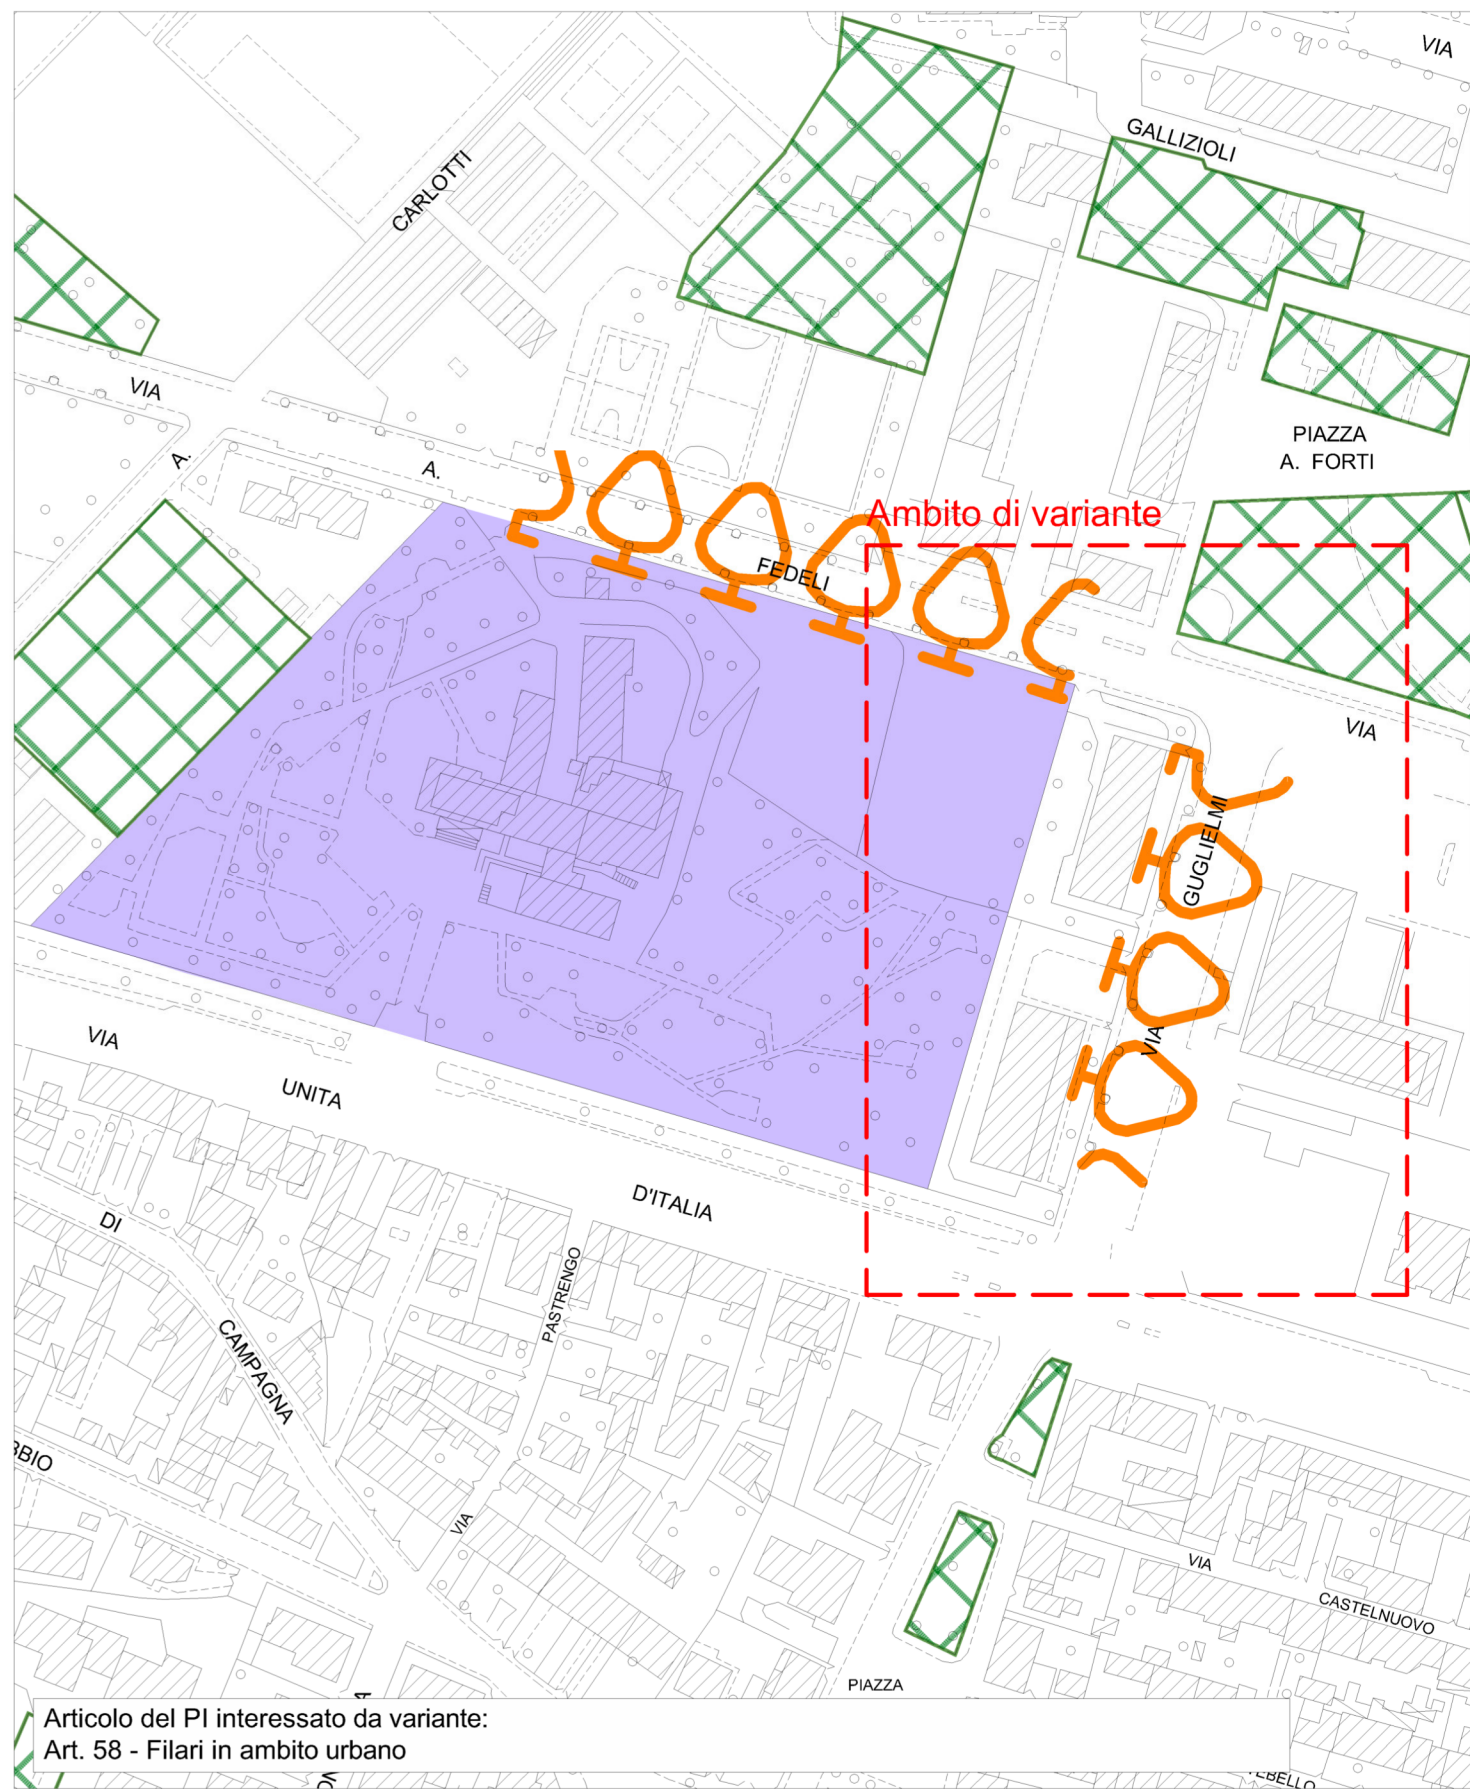 VIA
GALLIZIOLI
CARLOTTI
VIA
A.
A.
PIAZZA
A. FORTI
Ambito di variante
FEDELI
VIA
GUGLIELMI
VIA
VIA
UNITA
D'ITALIA
DI
PASTRENGO
CAMPAGNA
VIA
VIA
CASTELNUOVO
PIAZZA
Articolo del PI interessato da variante:
Art. 58 - Filari in ambito urbano